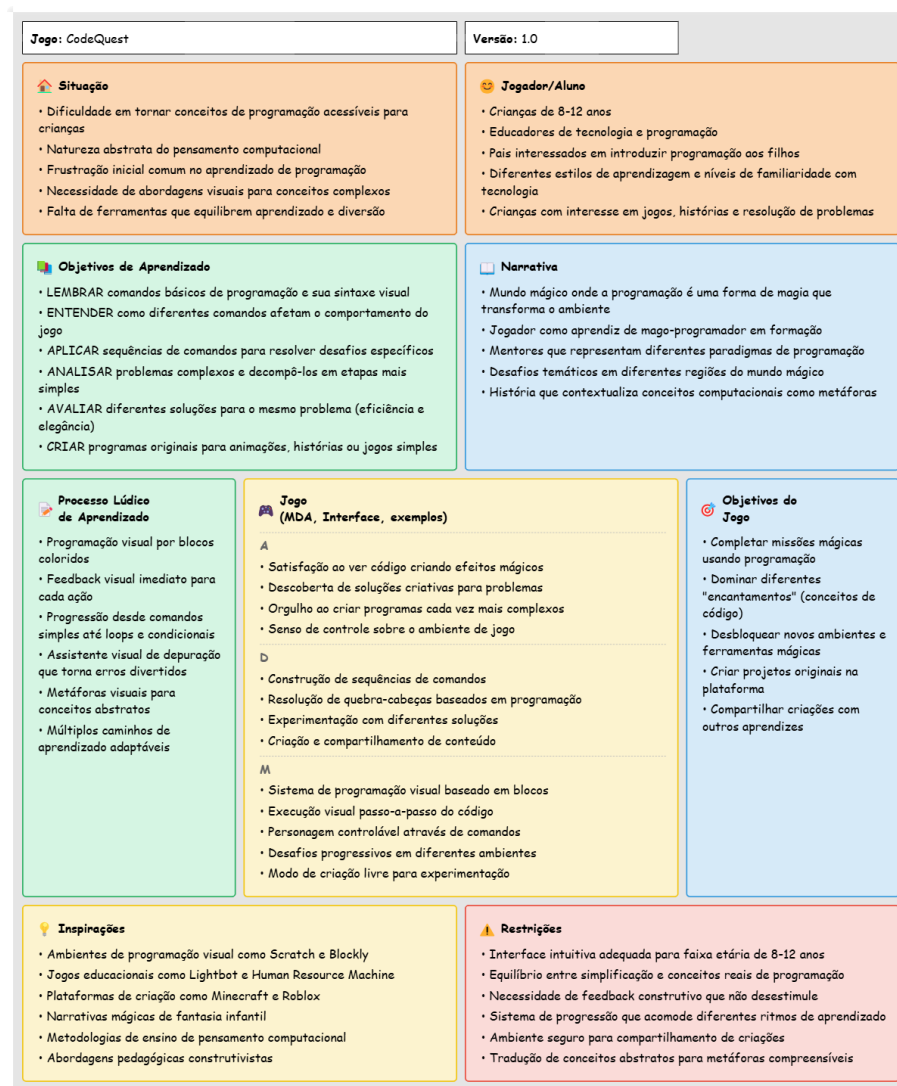 Jogo: CodeQuest
Versão: 1.0
Situação
• Dificuldade em tornar conceitos de programação acessíveis para
crianças
• Natureza abstrata do pensamento computacional
• Frustração inicial comum no aprendizado de programação
• Necessidade de abordagens visuais para conceitos complexos
• Falta de ferramentas que equilibrem aprendizado e diversão
Jogador/Aluno
• Crianças de 8-12 anos
• Educadores de tecnologia e programação
• Pais interessados em introduzir programação aos filhos
• Diferentes estilos de aprendizagem e níveis de familiaridade com
tecnologia
• Crianças com interesse em jogos, histórias e resolução de problemas
Objetivos de Aprendizado
• LEMBRAR comandos básicos de programação e sua sintaxe visual
• ENTENDER como diferentes comandos afetam o comportamento do
jogo
• APLICAR sequências de comandos para resolver desafios específicos
• ANALISAR problemas complexos e decompô-los em etapas mais
simples
• AVALIAR diferentes soluções para o mesmo problema (eficiência e
elegância)
• CRIAR programas originais para animações, histórias ou jogos simples
Narrativa
• Mundo mágico onde a programação é uma forma de magia que
transforma o ambiente
• Jogador como aprendiz de mago-programador em formação
• Mentores que representam diferentes paradigmas de programação
• Desafios temáticos em diferentes regiões do mundo mágico
• História que contextualiza conceitos computacionais como metáforas
Processo Lúdico
de Aprendizado
• Programação visual por blocos
coloridos
• Feedback visual imediato para
cada ação
• Progressão desde comandos
simples até loops e condicionais
• Assistente visual de depuração
que torna erros divertidos
• Metáforas visuais para
conceitos abstratos
• Múltiplos caminhos de
aprendizado adaptáveis
Jogo
(MDA, Interface, exemplos)
A
• Satisfação ao ver código criando efeitos mágicos
• Descoberta de soluções criativas para problemas
• Orgulho ao criar programas cada vez mais complexos
• Senso de controle sobre o ambiente de jogo
D
• Construção de sequências de comandos
• Resolução de quebra-cabeças baseados em programação
• Experimentação com diferentes soluções
• Criação e compartilhamento de conteúdo
M
• Sistema de programação visual baseado em blocos
• Execução visual passo-a-passo do código
• Personagem controlável através de comandos
• Desafios progressivos em diferentes ambientes
• Modo de criação livre para experimentação
Objetivos do
Jogo
• Completar missões mágicas
usando programação
• Dominar diferentes
"encantamentos" (conceitos de
código)
• Desbloquear novos ambientes e
ferramentas mágicas
• Criar projetos originais na
plataforma
• Compartilhar criações com
outros aprendizes
Inspirações
• Ambientes de programação visual como Scratch e Blockly
• Jogos educacionais como Lightbot e Human Resource Machine
• Plataformas de criação como Minecraft e Roblox
• Narrativas mágicas de fantasia infantil
• Metodologias de ensino de pensamento computacional
• Abordagens pedagógicas construtivistas
Restrições
• Interface intuitiva adequada para faixa etária de 8-12 anos
• Equilíbrio entre simplificação e conceitos reais de programação
• Necessidade de feedback construtivo que não desestimule
• Sistema de progressão que acomode diferentes ritmos de aprendizado
• Ambiente seguro para compartilhamento de criações
• Tradução de conceitos abstratos para metáforas compreensíveis